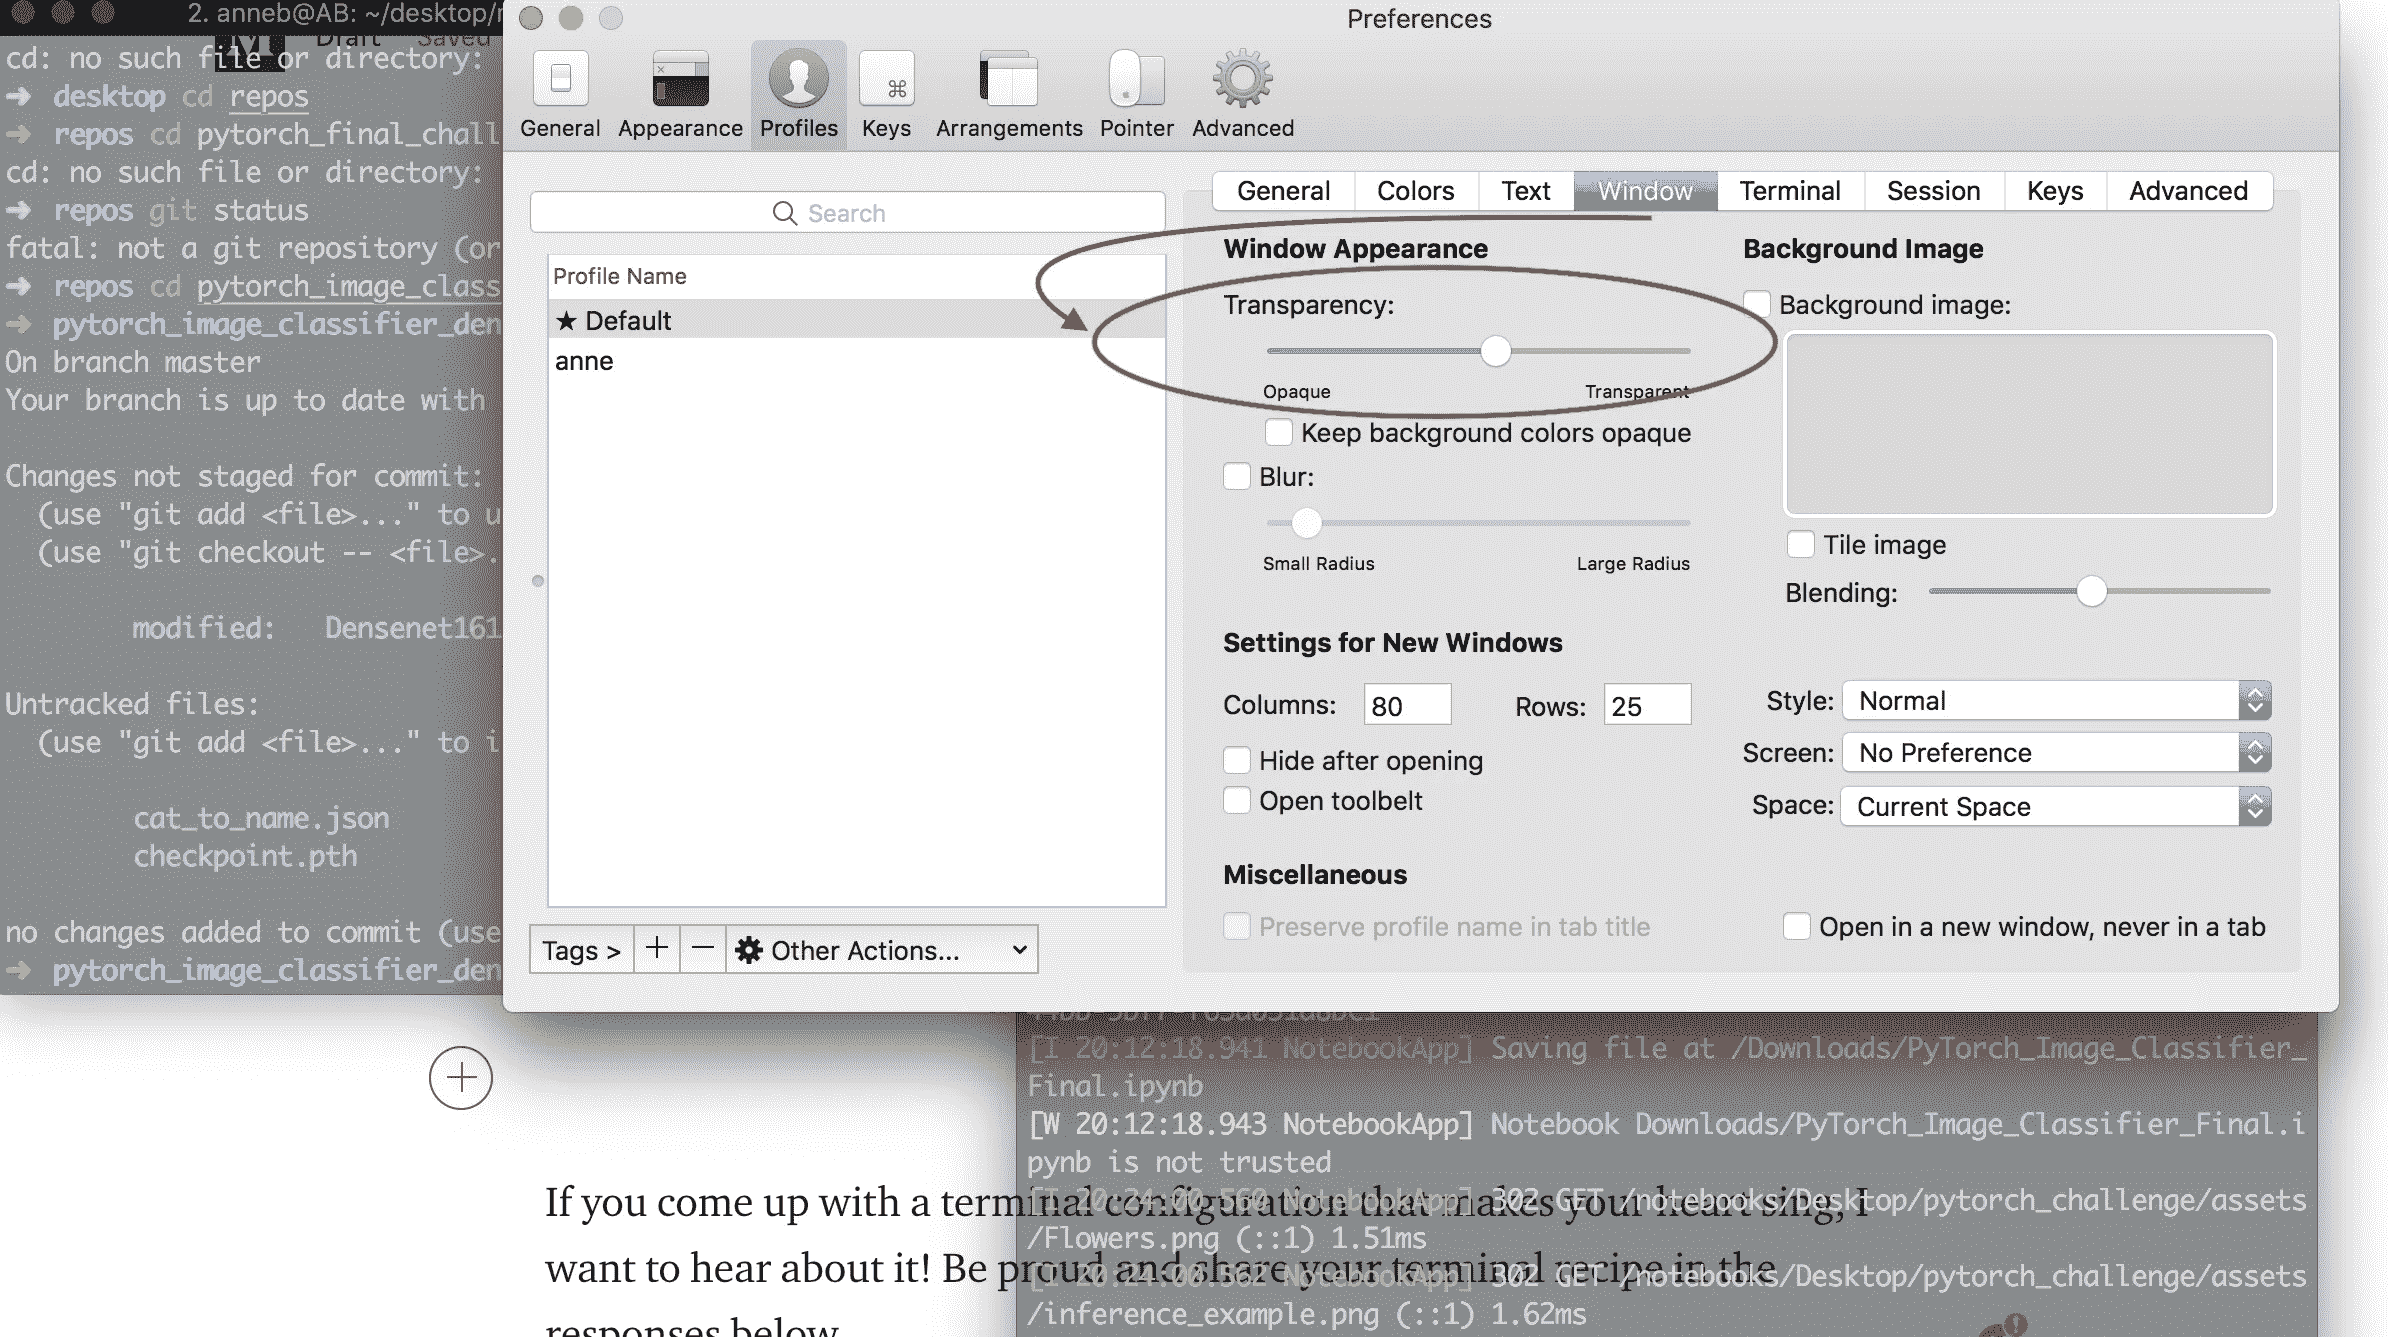 2. anneb@AB: ~/desktop/r
Draft Saved
cd: no such file or directory:
➜ desktop cd repos
➜ repos cd pytorch_final_chall
cd: no such file or directory:
➜ repos git status
fatal: not a git repository (or
➜ repos cd pytorch_image_class
➜ pytorch_image_classifier_den
On branch master
Your branch is up to date with
Changes not staged for commit:
(use "git add <file>..." to u
(use "git checkout -- <file>.
modified: Densenet161
Untracked files:
(use "git add <file>..." to i
cat_to_name.json
checkpoint.pth
no changes added to commit (use
➜ pytorch_image_classifier_den
Preferences
General Appearance Profiles Keys Arrangements Pointer Advanced
Search
Profile Name
★ Default
anne
Tags > + − Other Actions...
General Colors Text Window Terminal Session Keys Advanced
Window Appearance
Transparency:
Opaque Transparent
Keep background colors opaque
Blur:
Small Radius Large Radius
Background Image
Background image:
Tile image
Blending:
Settings for New Windows
Columns: 80 Rows: 25
Hide after opening
Open toolbelt
Style: Normal
Screen: No Preference
Space: Current Space
Miscellaneous
Preserve profile name in tab title
Open in a new window, never in a tab
[I 20:12:18.941 NotebookApp] Saving file at /Downloads/PyTorch_Image_Classifier_
Final.ipynb
[W 20:12:18.943 NotebookApp] Notebook Downloads/PyTorch_Image_Classifier_Final.i
pynb is not trusted
[I 20:24:00.560 NotebookApp] 302 GET /notebooks/Desktop/pytorch_challenge/assets
/Flowers.png (::1) 1.51ms
[I 20:24:00.562 NotebookApp] 302 GET /notebooks/Desktop/pytorch_challenge/assets
/inference_example.png (::1) 1.62ms
If you come up with a terminal configuration that makes your heart sing, I
want to hear about it! Be proud and share your terminal recipe in the
responses below